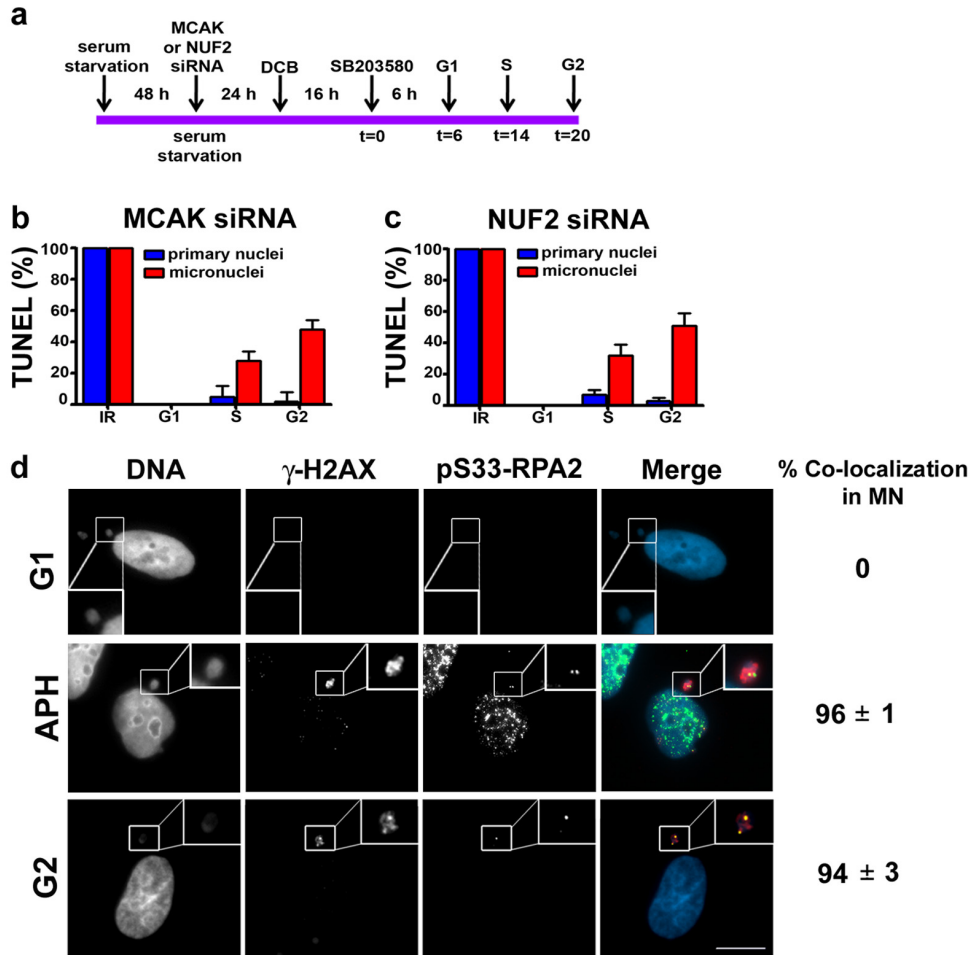 a
serum
starvation
MCAK
or NUF2
siRNA
DCB
SB203580
G1
S
G2
48 h
24 h
16 h
6 h
serum
starvation
t=0
t=6
t=14
t=20
b
MCAK siRNA
TUNEL (%)
100
80
60
40
20
0
primary nuclei
micronuclei
IR
G1
S
G2
c
NUF2 siRNA
TUNEL (%)
100
80
60
40
20
0
primary nuclei
micronuclei
IR
G1
S
G2
d
DNA
γ-H2AX
pS33-RPA2
Merge
% Co-localization
in MN
G1
0
APH
96 ± 1
G2
94 ± 3